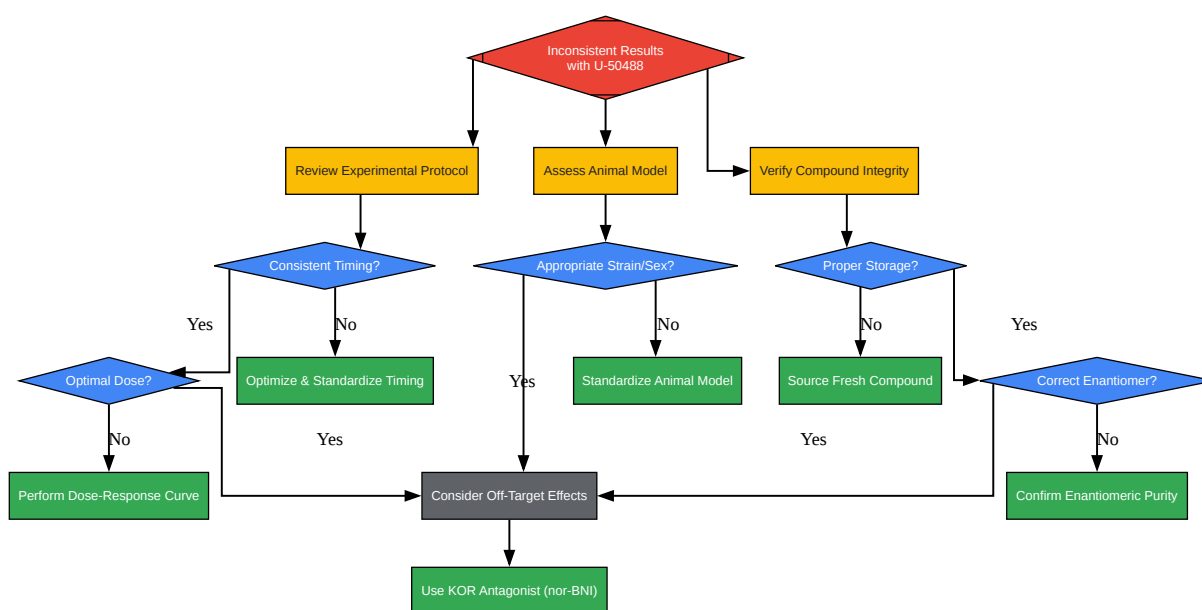 Inconsistent Results
with U-50488
Review Experimental Protocol
Assess Animal Model
Verify Compound Integrity
Consistent Timing?
Appropriate Strain/Sex?
Proper Storage?
Yes
No
No
No
Yes
Optimal Dose?
Optimize & Standardize Timing
Yes
Standardize Animal Model
Source Fresh Compound
Correct Enantiomer?
No
Yes
Yes
No
Perform Dose-Response Curve
Consider Off-Target Effects
Confirm Enantiomeric Purity
Use KOR Antagonist (nor-BNI)